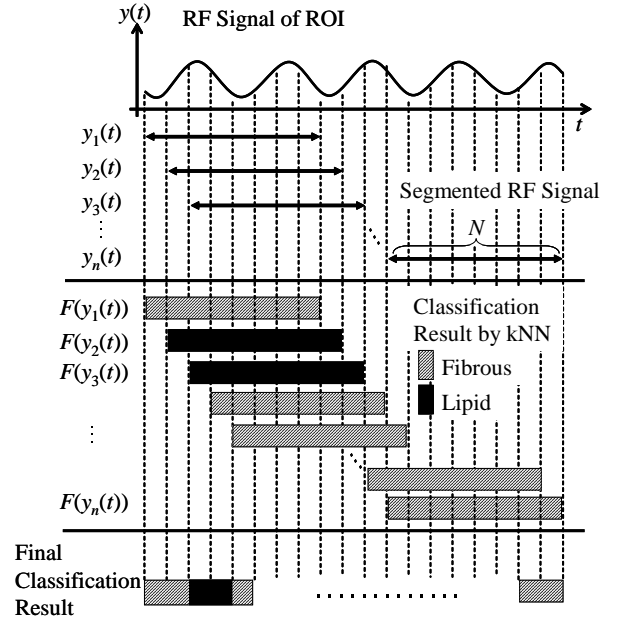 y(t)
RF Signal of ROI
t
y₁(t)
y₂(t)
y₃(t)
⋮
yₙ(t)
Segmented RF Signal
N
F(y₁(t))
F(y₂(t))
F(y₃(t))
⋮
F(yₙ(t))
Classification
Result by kNN
Fibrous
Lipid
Final
Classification
Result